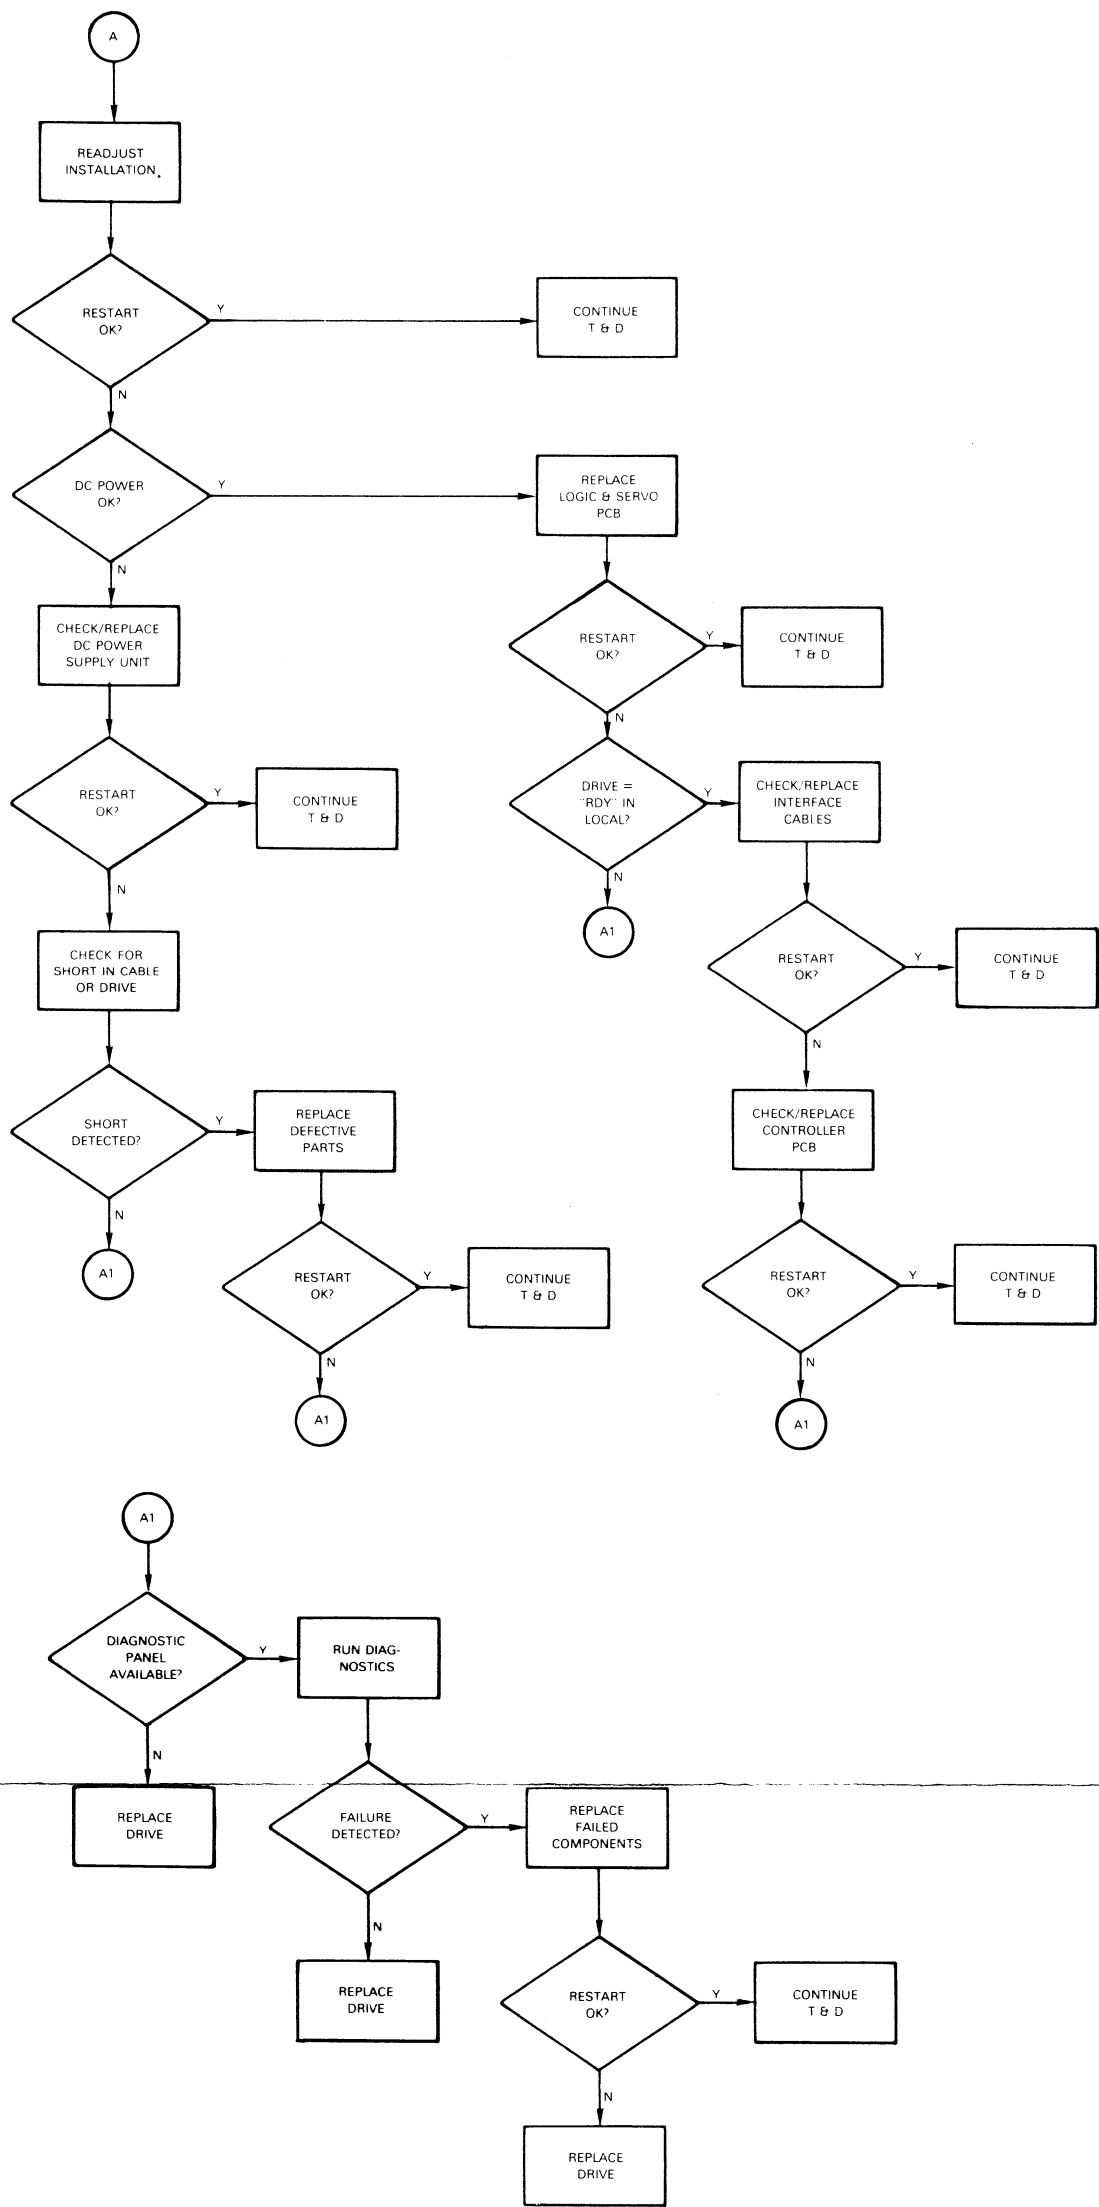 A
READJUST
INSTALLATION.
RESTART
OK?
Y
CONTINUE
T & D
N
DC POWER
OK?
Y
REPLACE
LOGIC & SERVO
PCB
N
CHECK/REPLACE
DC POWER
SUPPLY UNIT
RESTART
OK?
Y
CONTINUE
T & D
N
RESTART
OK?
Y
CONTINUE
T & D
N
DRIVE =
"RDY" IN
LOCAL?
Y
CHECK/REPLACE
INTERFACE
CABLES
N
A1
CHECK FOR
SHORT IN CABLE
OR DRIVE
RESTART
OK?
Y
CONTINUE
T & D
N
SHORT
DETECTED?
Y
REPLACE
DEFECTIVE
PARTS
CHECK/REPLACE
CONTROLLER
PCB
N
A1
RESTART
OK?
Y
CONTINUE
T & D
N
A1
RESTART
OK?
Y
CONTINUE
T & D
N
A1
A1
DIAGNOSTIC
PANEL
AVAILABLE?
Y
RUN DIAG-
NOSTICS
N
REPLACE
DRIVE
FAILURE
DETECTED?
Y
REPLACE
FAILED
COMPONENTS
N
REPLACE
DRIVE
RESTART
OK?
Y
CONTINUE
T & D
N
REPLACE
DRIVE